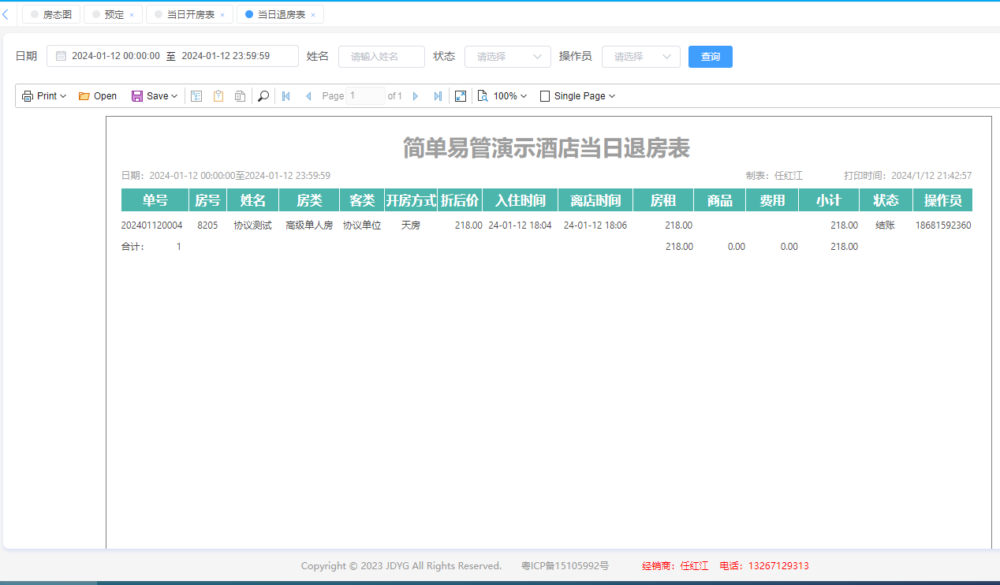 房态图 预定 × 当日开房表 × 当日退房表 ×
日期 2024-01-12 00:00:00 至 2024-01-12 23:59:59 姓名 请输入姓名 状态 请选择 操作员 请选择 查询
Print Open Save Page 1 of 1 100% Single Page
简单易管演示酒店当日退房表
日期：2024-01-12 00:00:00至2024-01-12 23:59:59 制表：任红江 打印时间：2024/1/12 21:42:57
单号 房号 姓名 房类 客类 开房方式 折后价 入住时间 离店时间 房租 商品 费用 小计 状态 操作员
202401120004 8205 协议测试 高级单人房 协议单位 天房 218.00 24-01-12 18:04 24-01-12 18:06 218.00 218.00 结账 18681592360
合计： 1 218.00 0.00 0.00 218.00
Copyright © 2023 JDYG All Rights Reserved. 粤ICP备15105992号 经销商：任红江 电话：13267129313